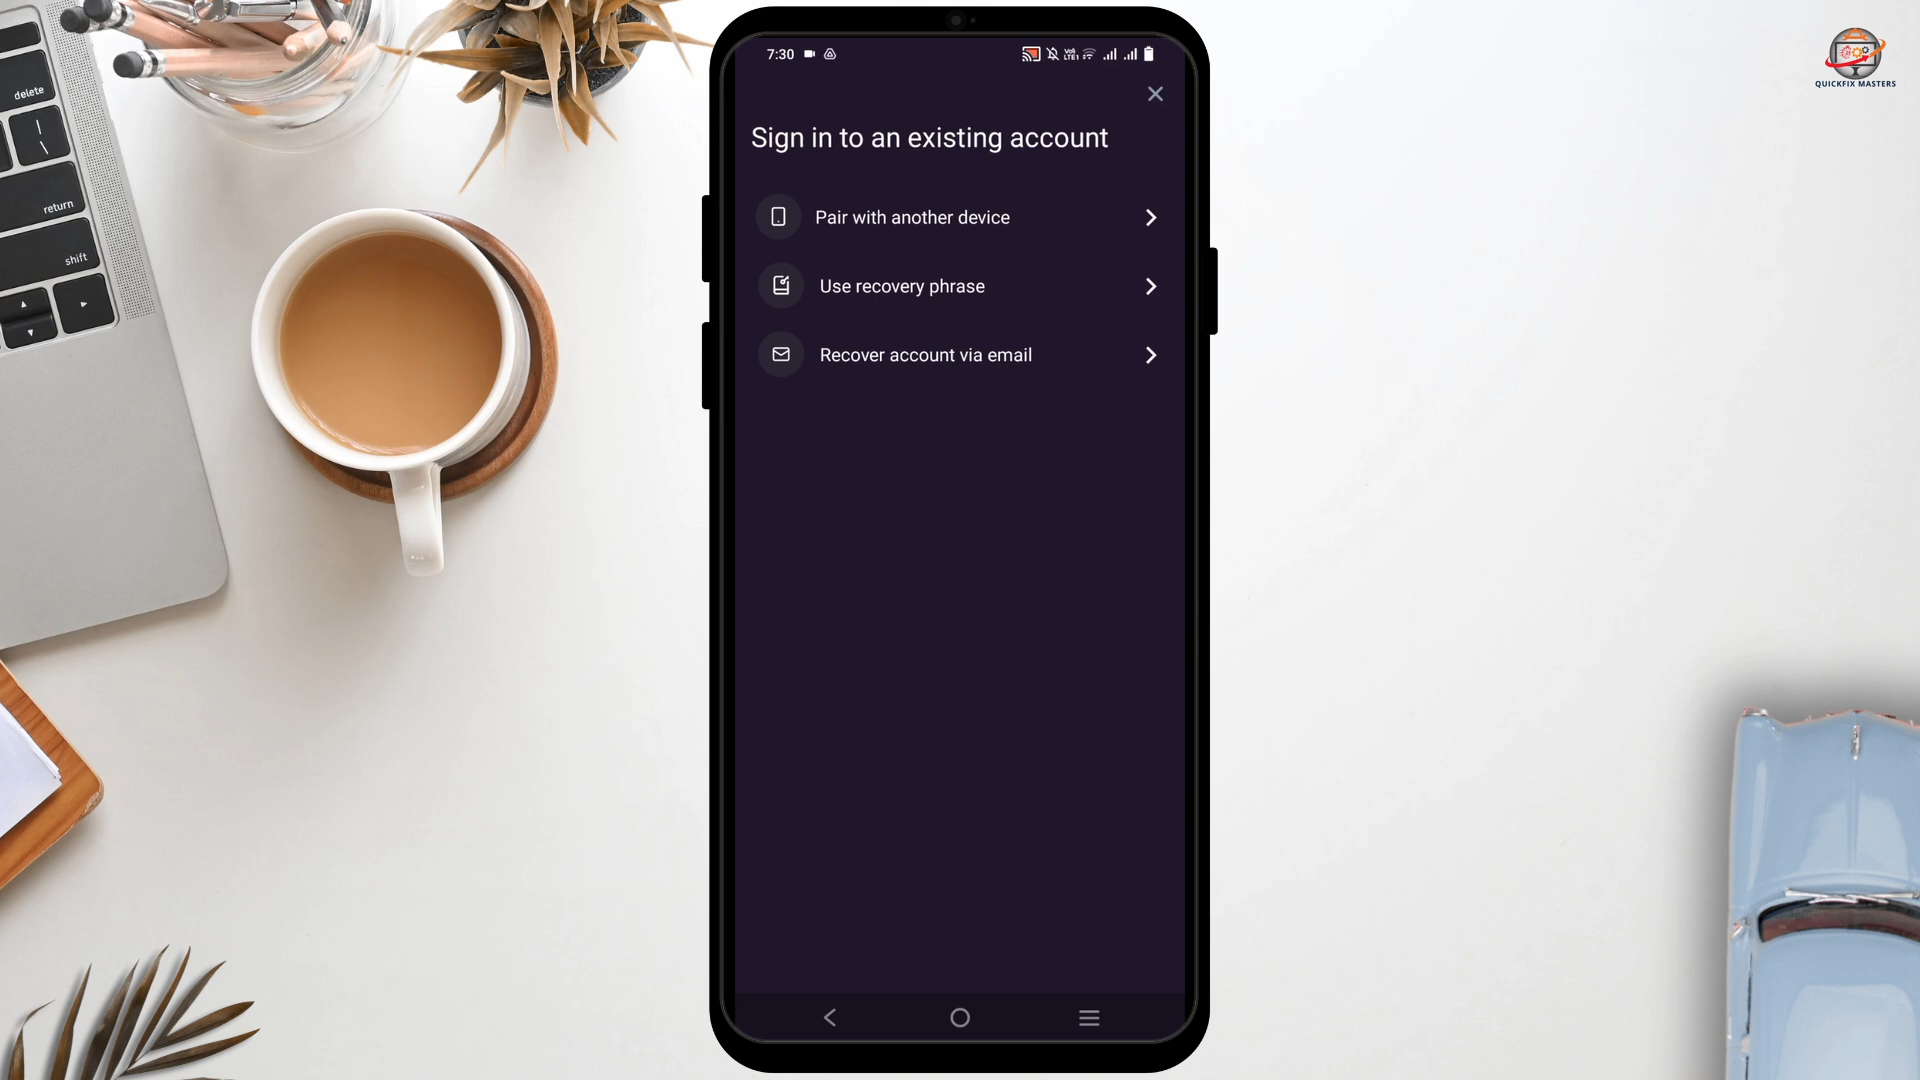 delete
return
shift
7:30
Sign in to an existing account
Pair with another device
Use recovery phrase
Recover account via email
QUICKFIX MASTERS